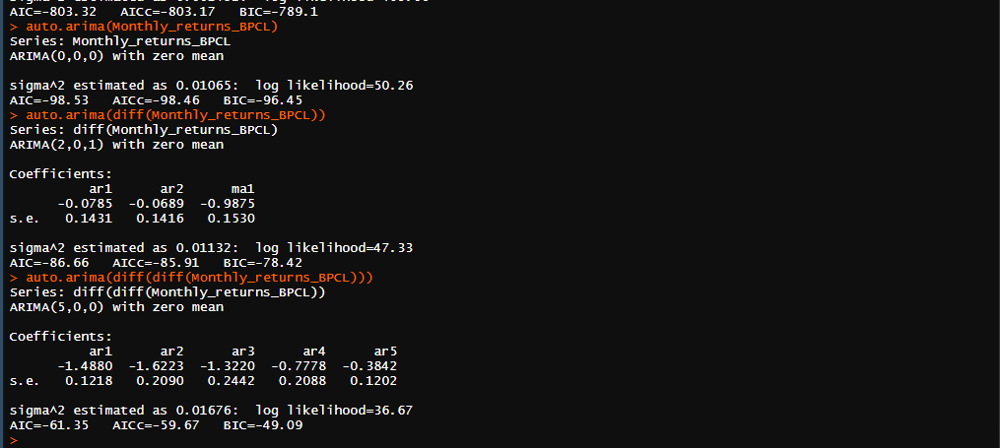 AIC=-803.32   AICc=-803.17   BIC=-789.1
> auto.arima(Monthly_returns_BPCL)
Series: Monthly_returns_BPCL
ARIMA(0,0,0) with zero mean
sigma^2 estimated as 0.01065:  log likelihood=50.26
AIC=-98.53   AICc=-98.46   BIC=-96.45
> auto.arima(diff(Monthly_returns_BPCL))
Series: diff(Monthly_returns_BPCL)
ARIMA(2,0,1) with zero mean
Coefficients:
          ar1      ar2      ma1
      -0.0785  -0.0689  -0.9875
s.e.   0.1431   0.1416   0.1530
sigma^2 estimated as 0.01132:  log likelihood=47.33
AIC=-86.66   AICc=-85.91   BIC=-78.42
> auto.arima(diff(diff(Monthly_returns_BPCL)))
Series: diff(diff(Monthly_returns_BPCL))
ARIMA(5,0,0) with zero mean
Coefficients:
          ar1      ar2      ar3      ar4      ar5
      -1.4880  -1.6223  -1.3220  -0.7778  -0.3842
s.e.   0.1218   0.2090   0.2442   0.2088   0.1202
sigma^2 estimated as 0.01676:  log likelihood=36.67
AIC=-61.35   AICc=-59.67   BIC=-49.09
>